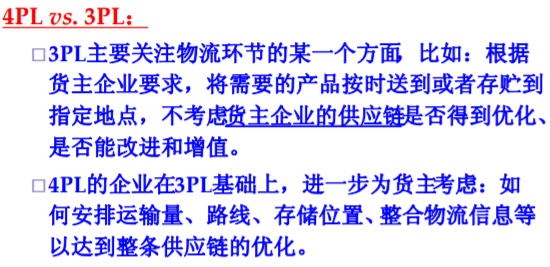 4PL vs. 3PL：
□3PL主要关注物流环节的某一个方面，比如：根据
货主企业要求，将需要的产品按时送到或者存贮到
指定地点，不考虑货主企业的供应链是否得到优化、
是否能改进和增值。
□4PL的企业在3PL基础上，进一步为货主考虑：如
何安排运输量、路线、存储位置、整合物流信息等
以达到整条供应链的优化。